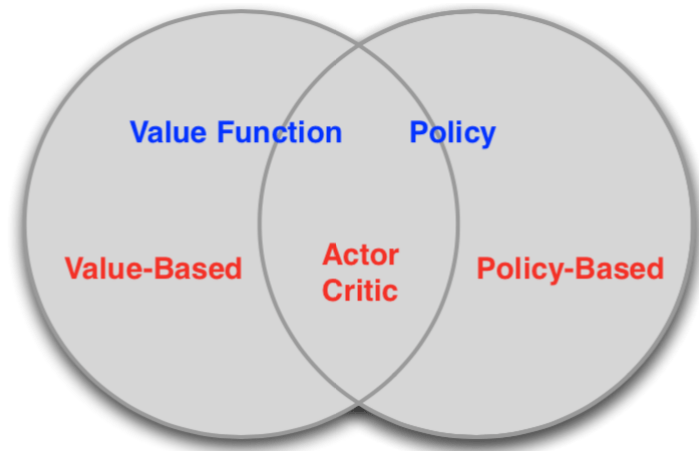 Value Function
Policy
Value-Based
Actor
Critic
Policy-Based